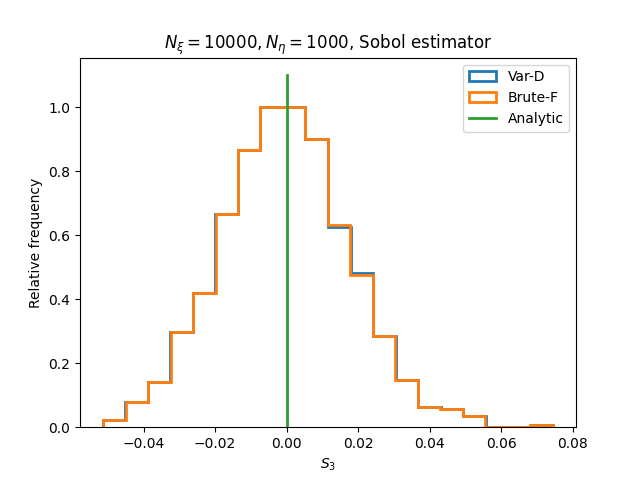 $N_\xi = 10000, N_\eta = 1000$, Sobol estimator
Var-D
Brute-F
Analytic
Relative frequency
1.0
0.8
0.6
0.4
0.2
0.0
−0.04 −0.02 0.00 0.02 0.04 0.06 0.08
$S_3$